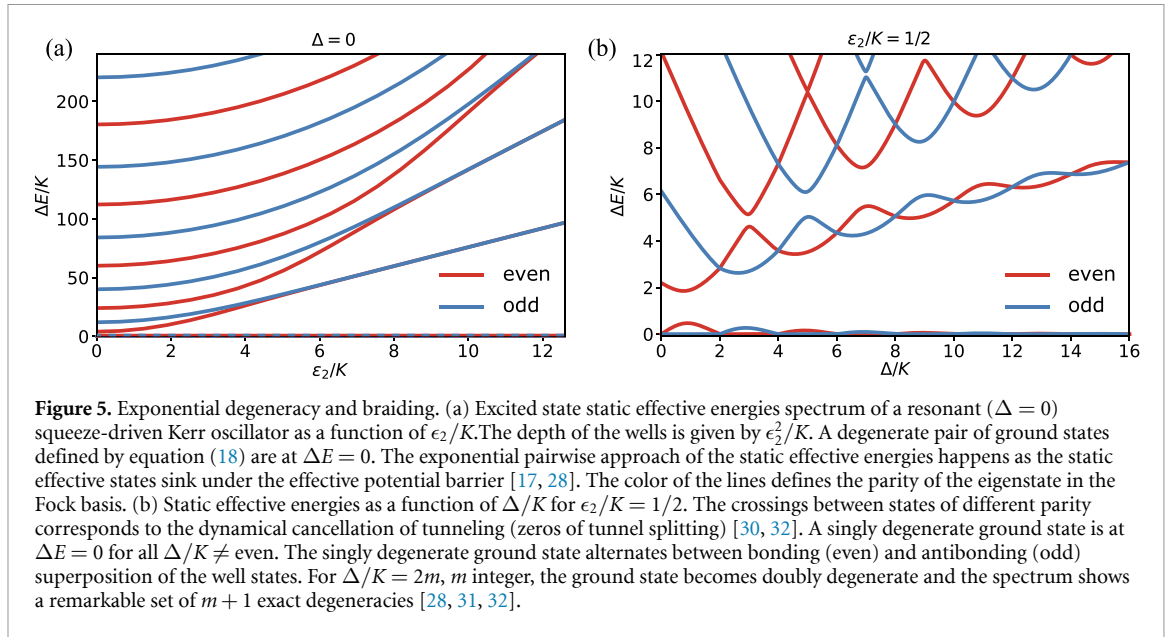 (a)
Δ = 0
ΔE/K
200
150
100
50
0
0 2 4 6 8 10 12
ε₂/K
even
odd
(b)
ε₂/K = 1/2
ΔE/K
12
10
8
6
4
2
0
0 2 4 6 8 10 12 14 16
Δ/K
even
odd
Figure 5. Exponential degeneracy and braiding. (a) Excited state static effective energies spectrum of a resonant (Δ = 0)
squeeze-driven Kerr oscillator as a function of ϵ₂/K.The depth of the wells is given by ϵ₂²/K. A degenerate pair of ground states
defined by equation (18) are at ΔE = 0. The exponential pairwise approach of the static effective energies happens as the static
effective states sink under the effective potential barrier [17, 28]. The color of the lines defines the parity of the eigenstate in the
Fock basis. (b) Static effective energies as a function of Δ/K for ϵ₂/K = 1/2. The crossings between states of different parity
corresponds to the dynamical cancellation of tunneling (zeros of tunnel splitting) [30, 32]. A singly degenerate ground state is at
ΔE = 0 for all Δ/K ≠ even. The singly degenerate ground state alternates between bonding (even) and antibonding (odd)
superposition of the well states. For Δ/K = 2m, m integer, the ground state becomes doubly degenerate and the spectrum shows
a remarkable set of m + 1 exact degeneracies [28, 31, 32].